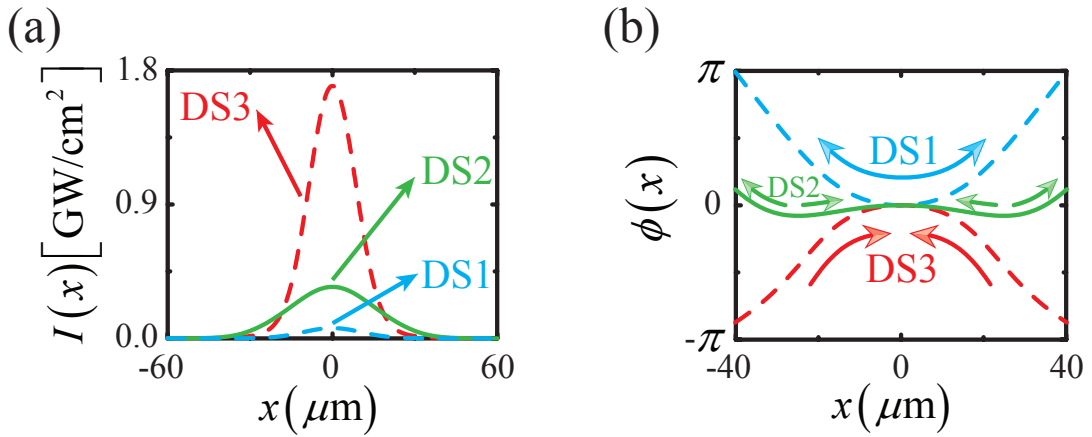 (a)
I(x)[GW/cm²]
1.8
0.9
0.0
DS3
DS2
DS1
-60
0
60
x(μm)
(b)
ϕ(x)
π
0
-π
DS1
DS2
DS3
-40
0
40
x(μm)